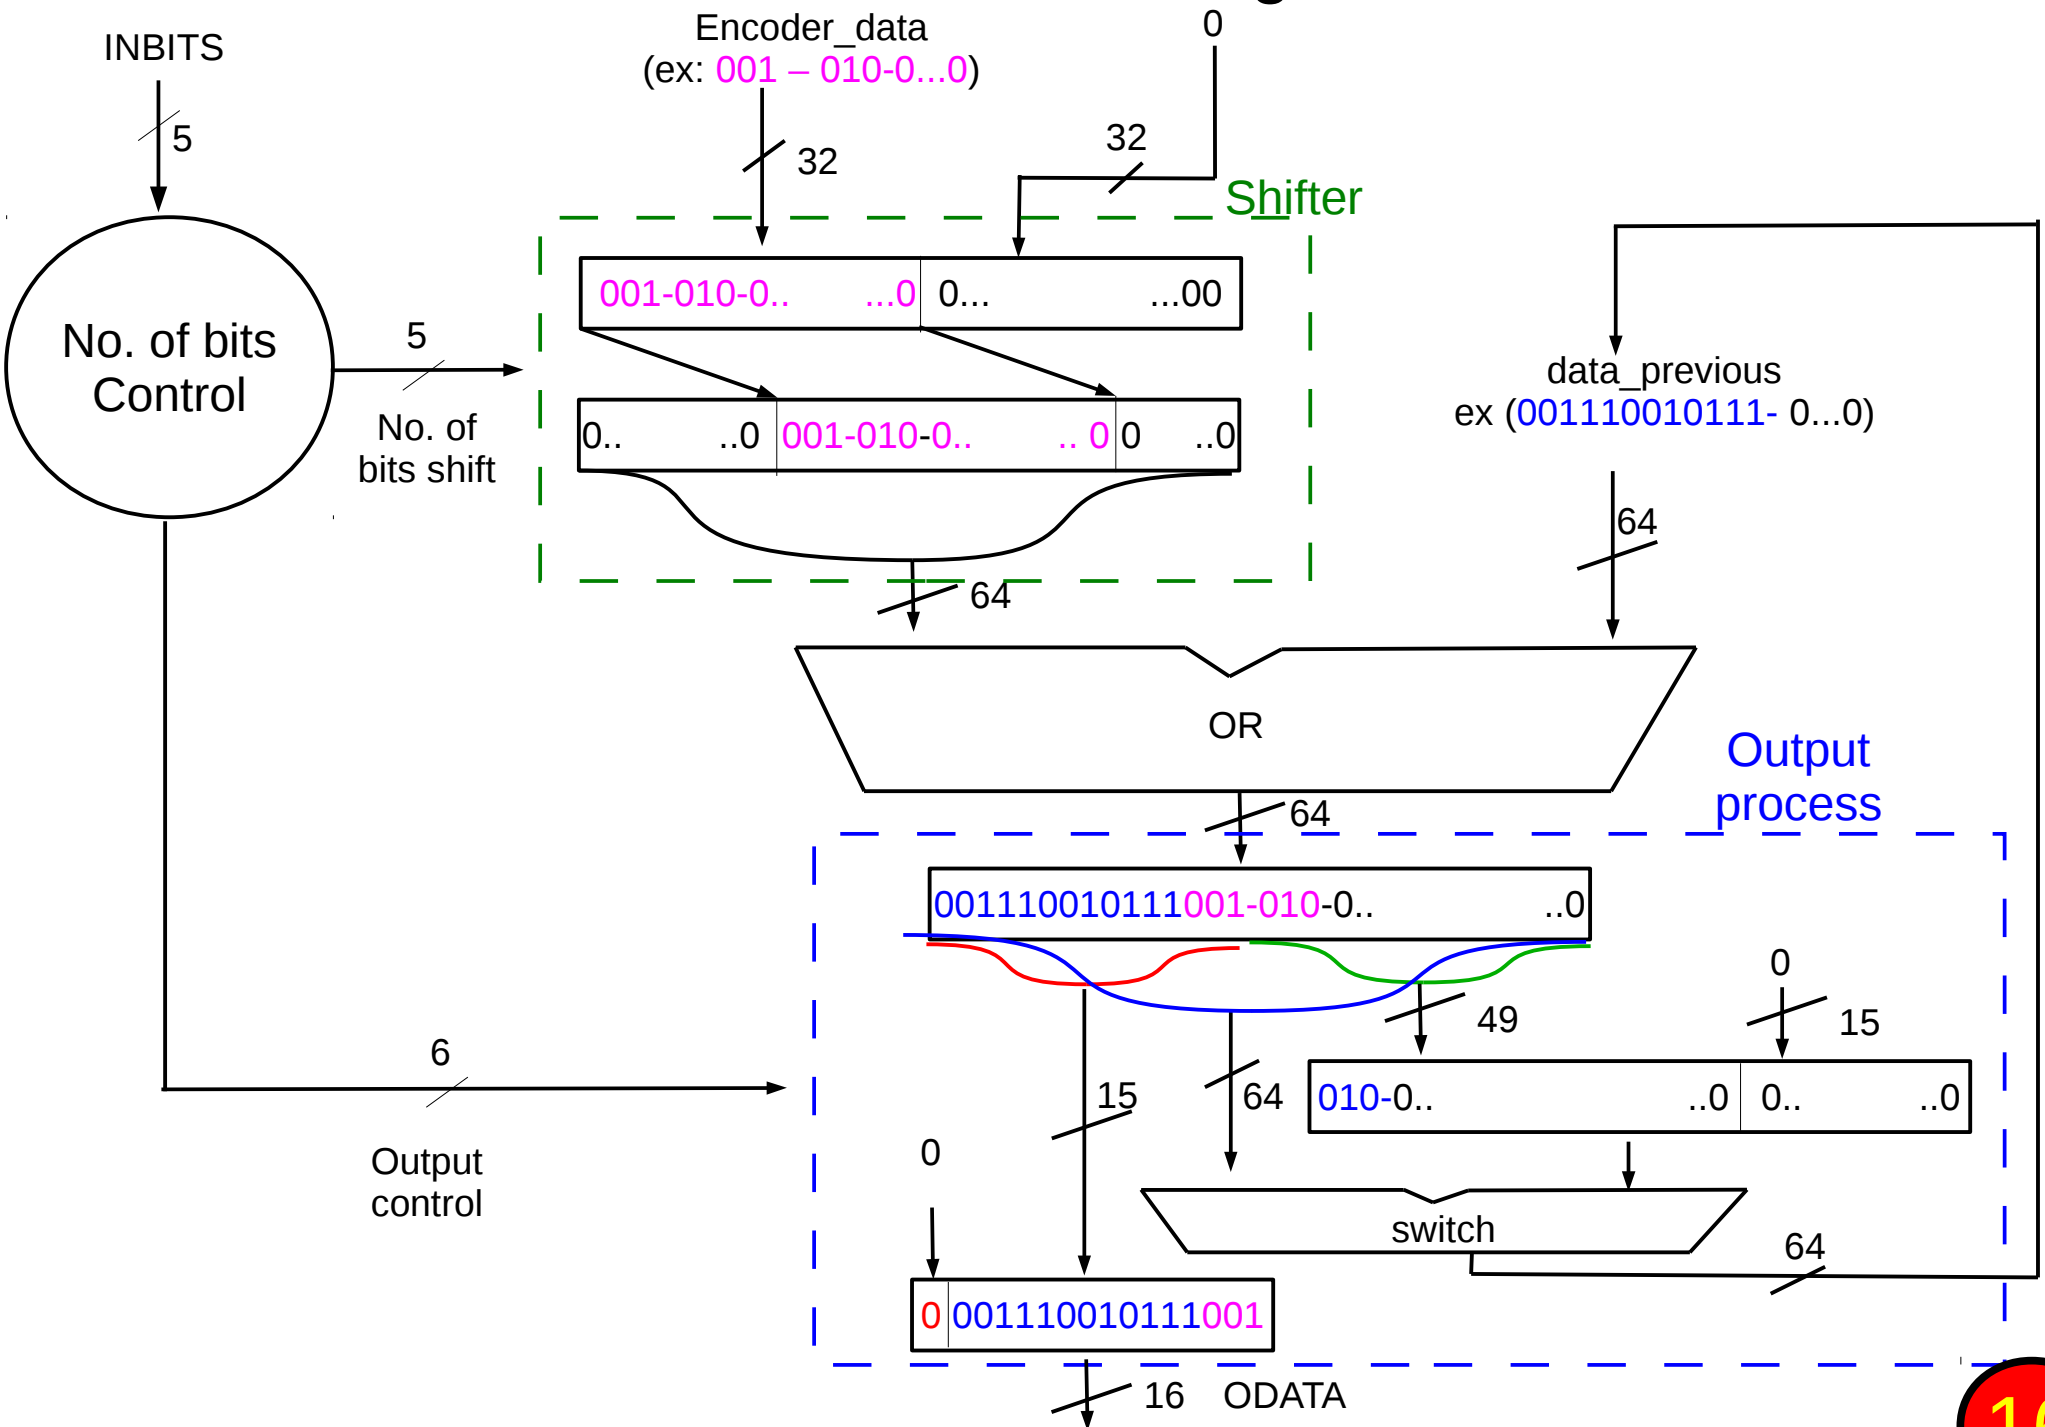 INBITS
5
Encoder_data
(ex: 001 – 010-0...0)
32
0
32
Shifter
001-010-0.. ...0 0... ...00
No. of bits
Control
5
No. of
bits shift
0.. ..0 001-010-0.. .. 0 0 ..0
64
data_previous
ex (001110010111- 0...0)
64
OR
64
Output
process
001110010111001-010-0.. ..0
49
0
15
6
Output
control
15
64
010-0.. ..0 0.. ..0
0
switch
64
0 001110010111001
16 ODATA